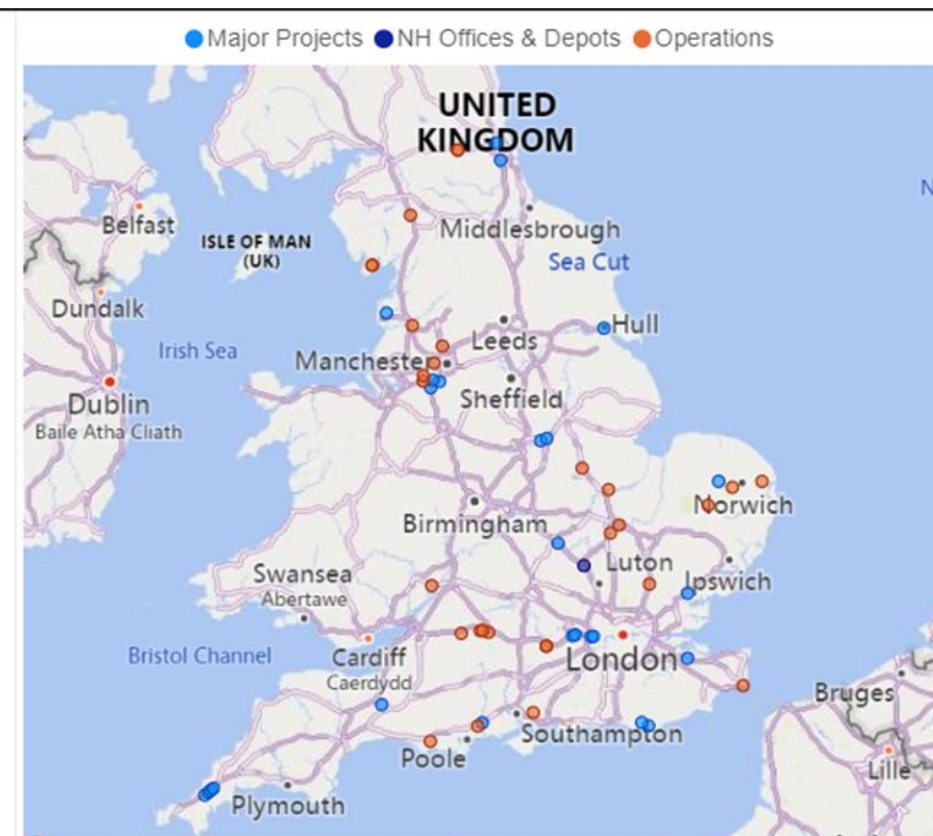 Major Projects NH Offices & Depots Operations
UNITED
KINGDOM
N
Belfast
ISLE OF MAN
(UK)
Middlesbrough
Sea Cut
Dundalk
Irish Sea
Hull
Leeds
Manchester
Dublin
Baile Atha Cliath
Sheffield
Norwich
Birmingham
Luton
Ipswich
Swansea
Abertawe
Bristol Channel
Cardiff
Caerdydd
London
Bruges
Southampton
Poole
Lille
Plymouth